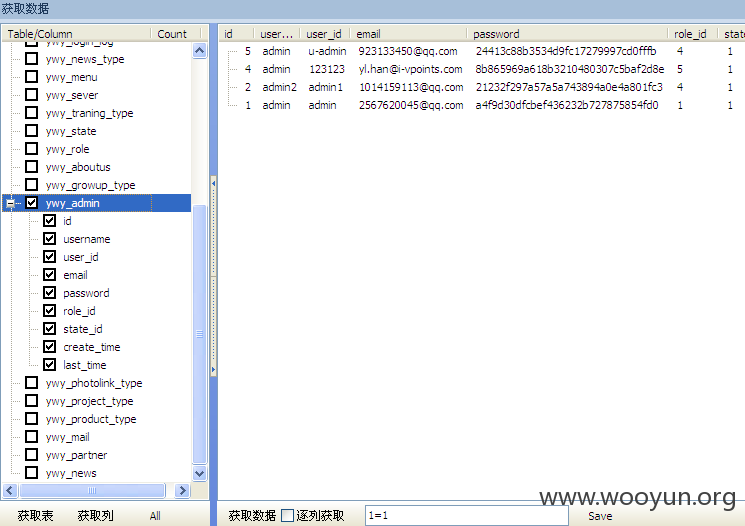 获取数据
Table/Column Count
ywy_login_log
ywy_news_type
ywy_menu
ywy_sever
ywy_traning_type
ywy_state
ywy_role
ywy_aboutus
ywy_growup_type
ywy_admin
id
username
user_id
email
password
role_id
state_id
create_time
last_time
ywy_photolink_type
ywy_project_type
ywy_product_type
ywy_mail
ywy_partner
ywy_news
获取表 获取列 All
id user... user_id email password role_id state
5 admin u-admin 923133450@qq.com 24413c88b3534d9fc17279997cd0fffb 4 1
4 admin 123123 yl.han@i-vpoints.com 8b865969a618b3210480307c5baf2d8e 5 1
2 admin2 admin1 1014159113@qq.com 21232f297a57a5a743894a0e4a801fc3 4 1
1 admin admin 2567620045@qq.com a4f9d30dfcbef436232b727875854fd0 1 1
www.wooyun.org
获取数据 逐列获取 1=1 Save